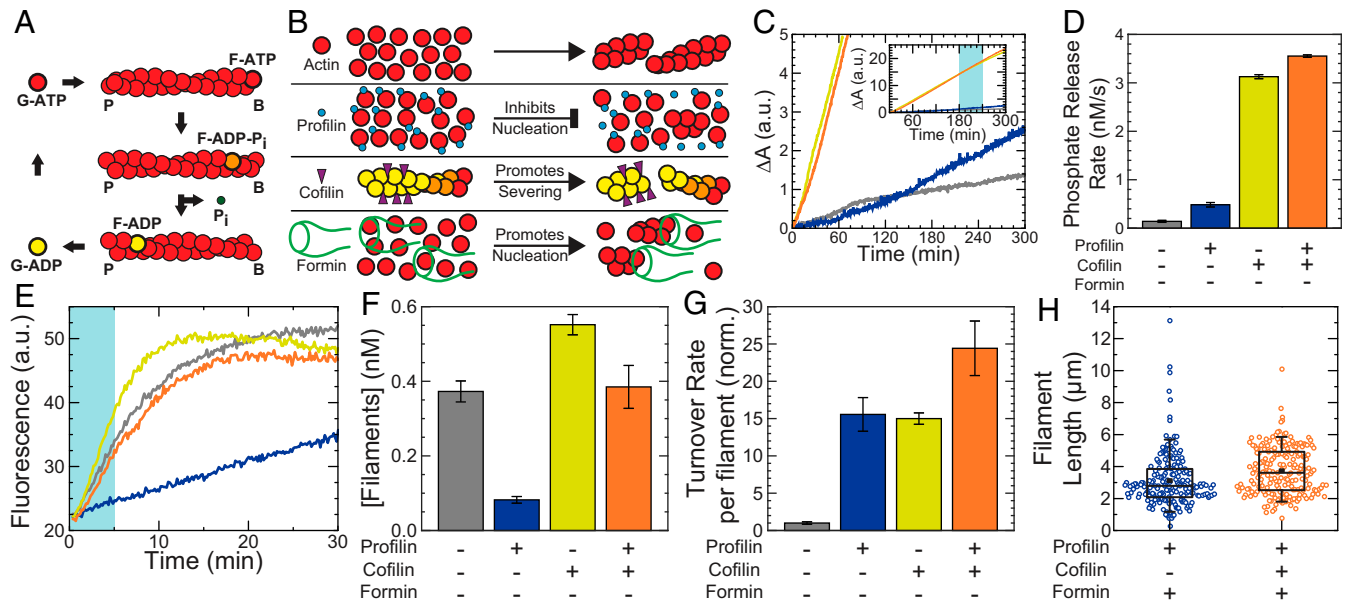 A
F-ATP
G-ATP
P
B
F-ADP-Pi
P
B
Pi
F-ADP
G-ADP
P
B
B
Actin
Profilin
Inhibits
Nucleation
Cofilin
Promotes
Severing
Formin
Promotes
Nucleation
C
ΔA (a.u.)
5
4
3
2
1
0
0
60
120
180
240
300
Time (min)
ΔA (a.u.)
20
10
0
60
180
300
Time (min)
D
Phosphate Release
Rate (nM/s)
4
3
2
1
0
Profilin - + - +
Cofilin - - + +
Formin - - - -
E
Fluorescence (a.u.)
50
40
30
20
0
10
20
30
Time (min)
F
[Filaments] (nM)
0.6
0.4
0.2
0.0
Profilin - + - +
Cofilin - - + +
Formin - - - -
G
Turnover Rate
per filament (norm.)
30
25
20
15
10
5
0
Profilin - + - +
Cofilin - - + +
Formin - - - -
H
Filament
Length (μm)
14
12
10
8
6
4
2
0
Profilin + +
Cofilin - +
Formin + +